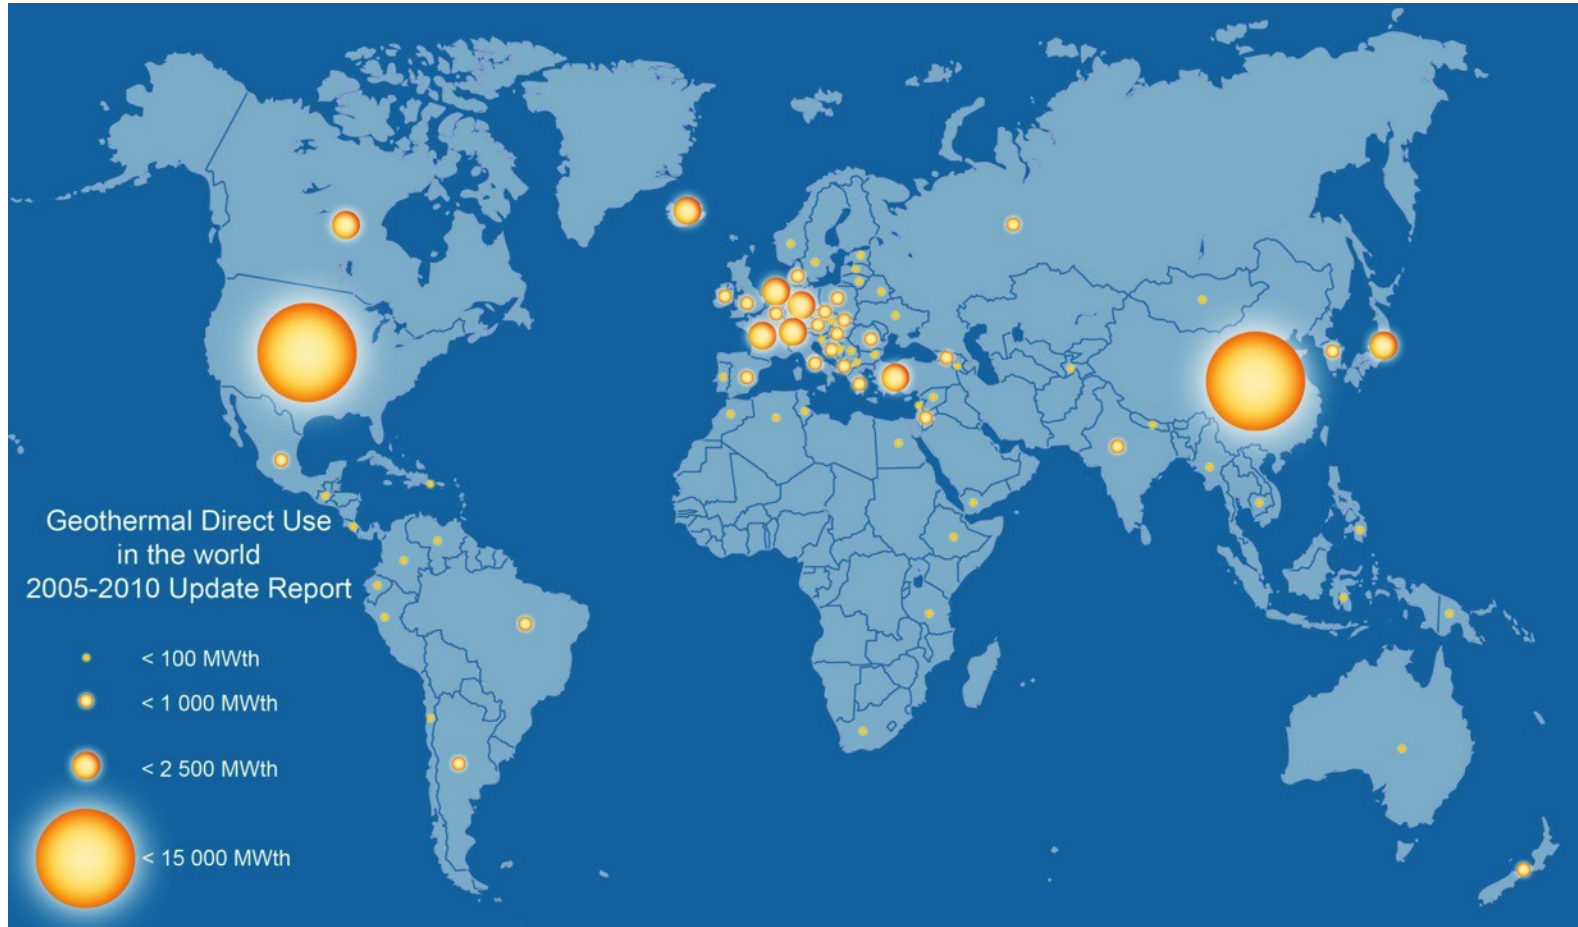 Geothermal Direct Use
in the world
2005-2010 Update Report
< 100 MWth
< 1 000 MWth
< 2 500 MWth
< 15 000 MWth